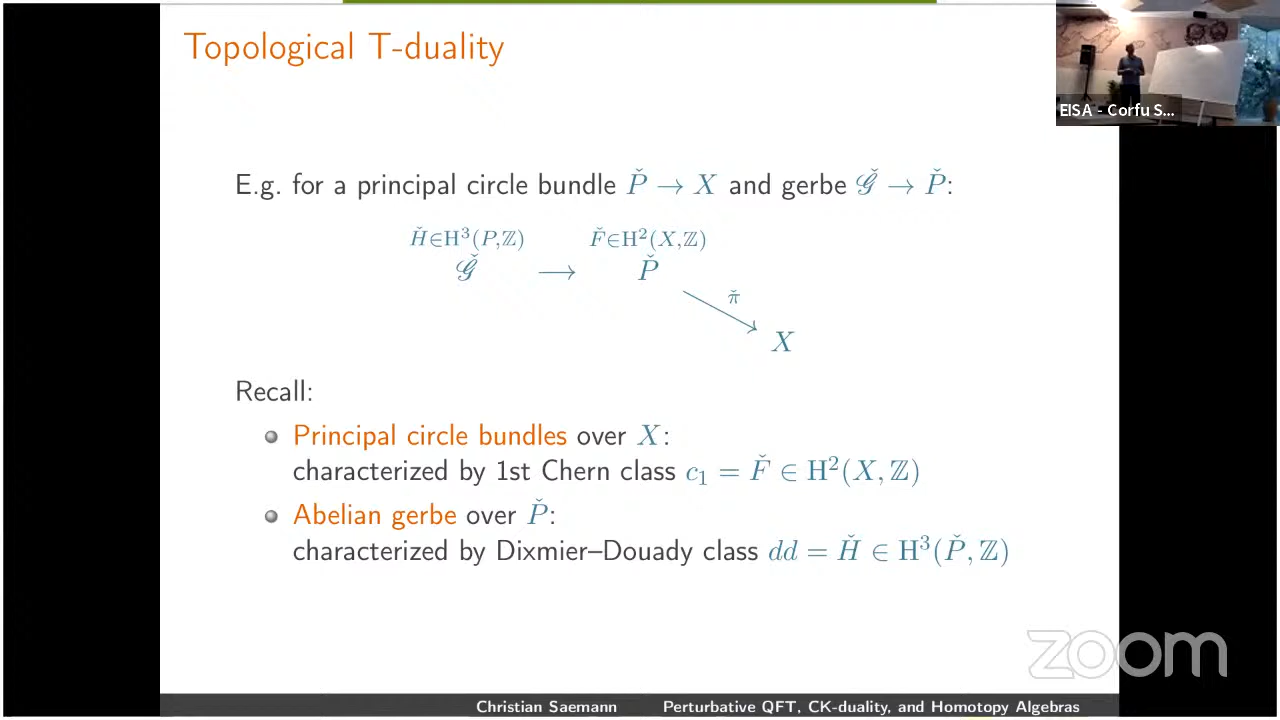 Topological T-duality
EISA - Corfu S...
E.g. for a principal circle bundle P̌ → X and gerbe 𝒢̌ → P̌:
Ȟ∈H³(P,ℤ) F̌∈H²(X,ℤ)
𝒢̌ ⟶ P̌
π̌
X
Recall:
Principal circle bundles over X:
characterized by 1st Chern class c₁ = F̌ ∈ H²(X, ℤ)
Abelian gerbe over P̌:
characterized by Dixmier–Douady class dd = Ȟ ∈ H³(P̌, ℤ)
zoom
Christian Saemann Perturbative QFT, CK-duality, and Homotopy Algebras